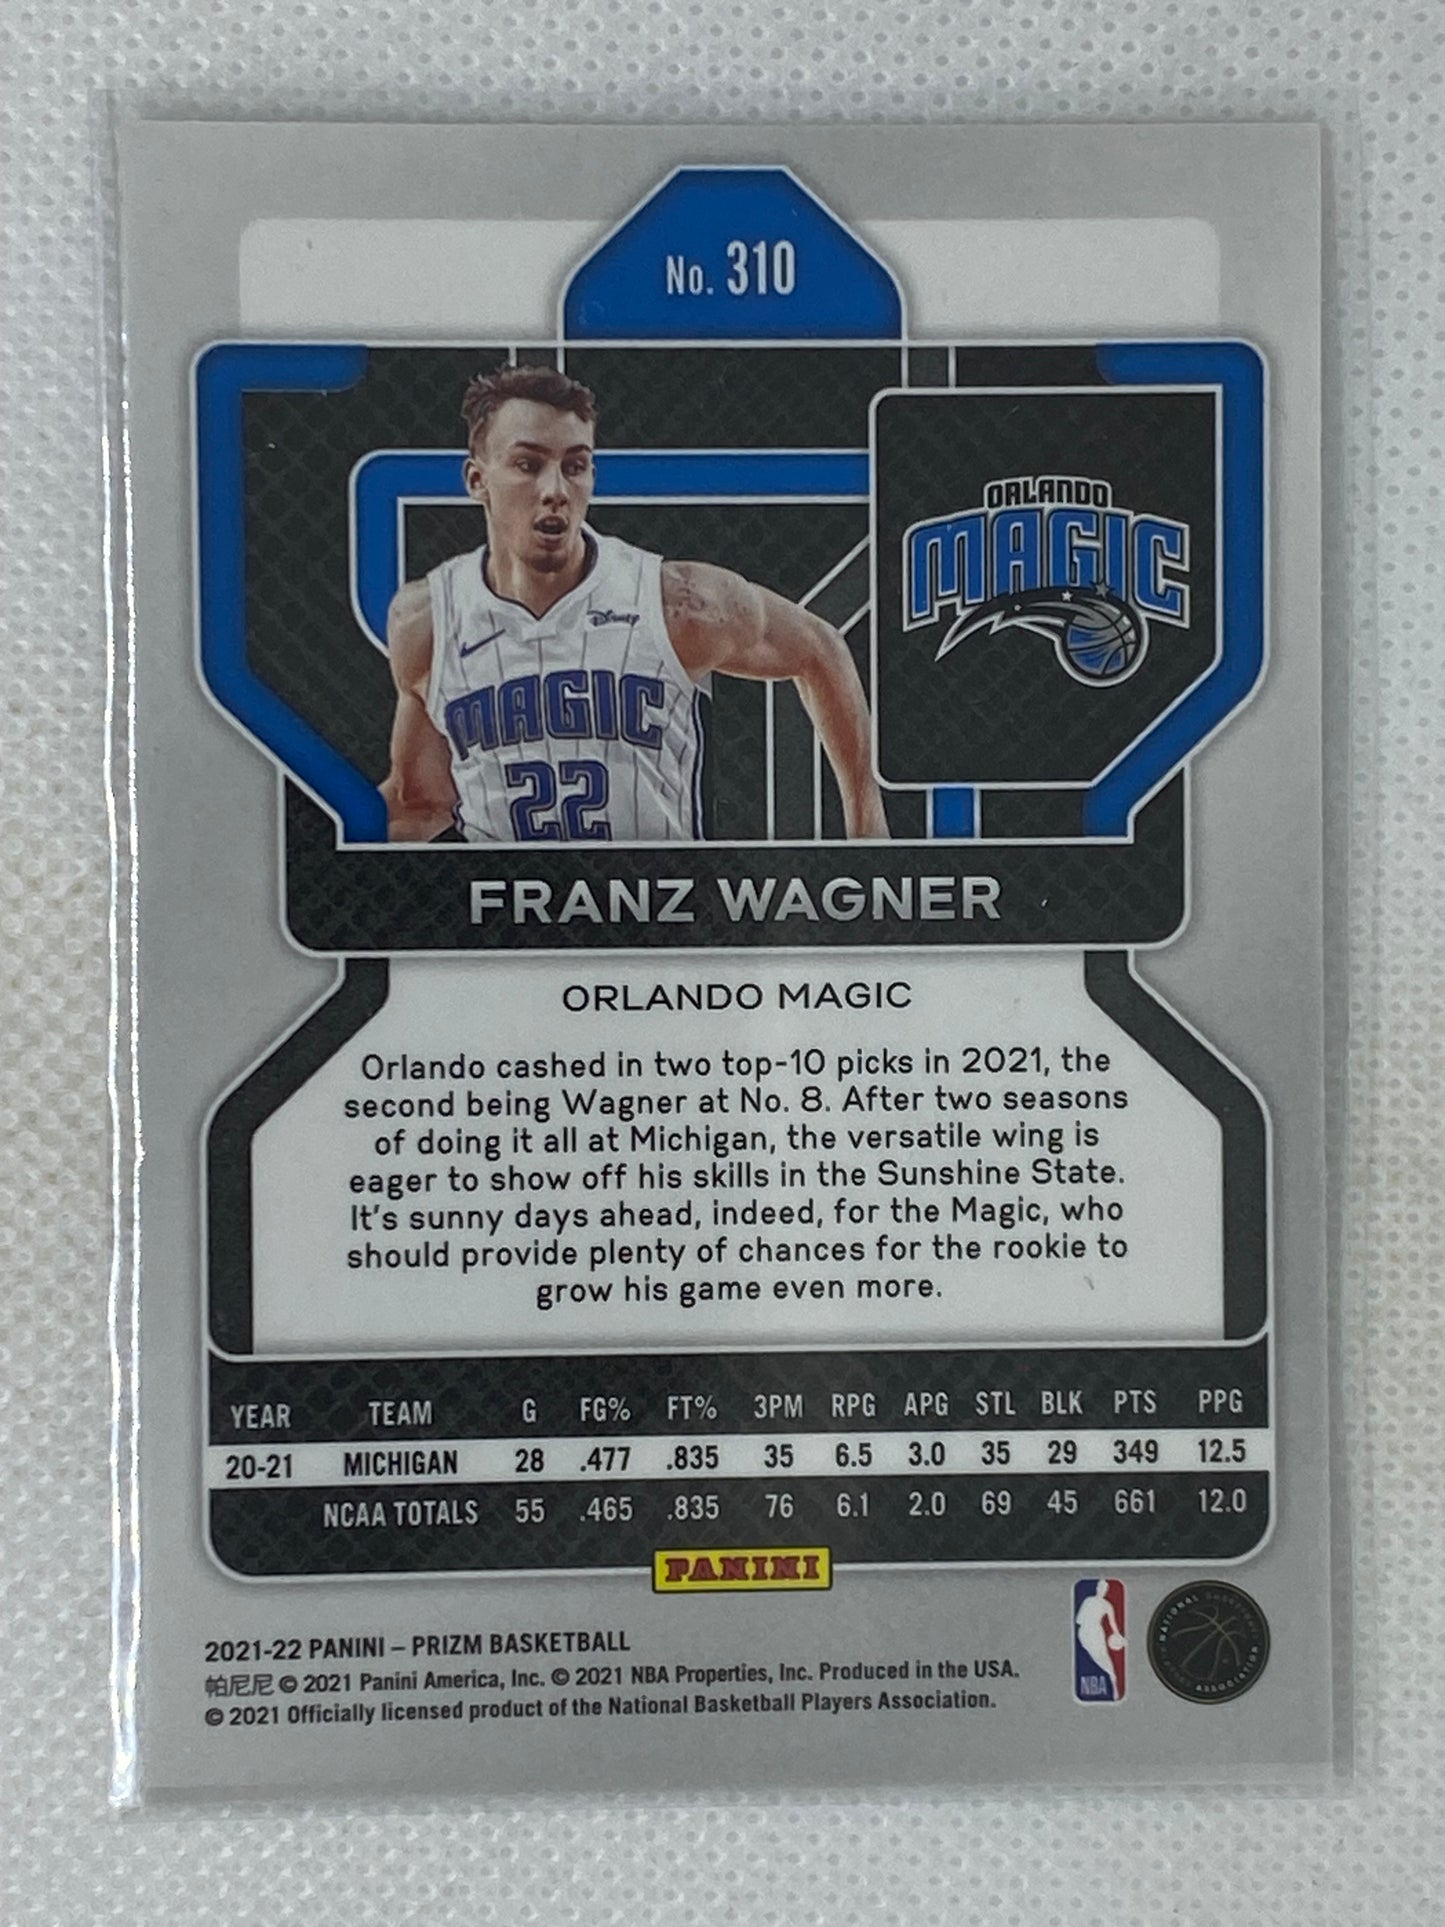 No. 310
ORLANDO
MAGIC
Disney
MAGIC
22
FRANZ WAGNER
ORLANDO MAGIC
Orlando cashed in two top-10 picks in 2021, the
second being Wagner at No. 8. After two seasons
of doing it all at Michigan, the versatile wing is
eager to show off his skills in the Sunshine State.
It's sunny days ahead, indeed, for the Magic, who
should provide plenty of chances for the rookie to
grow his game even more.
YEAR TEAM G FG% FT% 3PM RPG APG STL BLK PTS PPG
20-21 MICHIGAN 28 .477 .835 35 6.5 3.0 35 29 349 12.5
NCAA TOTALS 55 .465 .835 76 6.1 2.0 69 45 661 12.0
PANINI
2021-22 PANINI – PRIZM BASKETBALL
帕尼尼 © 2021 Panini America, Inc. © 2021 NBA Properties, Inc. Produced in the USA.
© 2021 Officially licensed product of the National Basketball Players Association.
NBA
NATIONAL BASKETBALL
PLAYERS ASSOCIATION